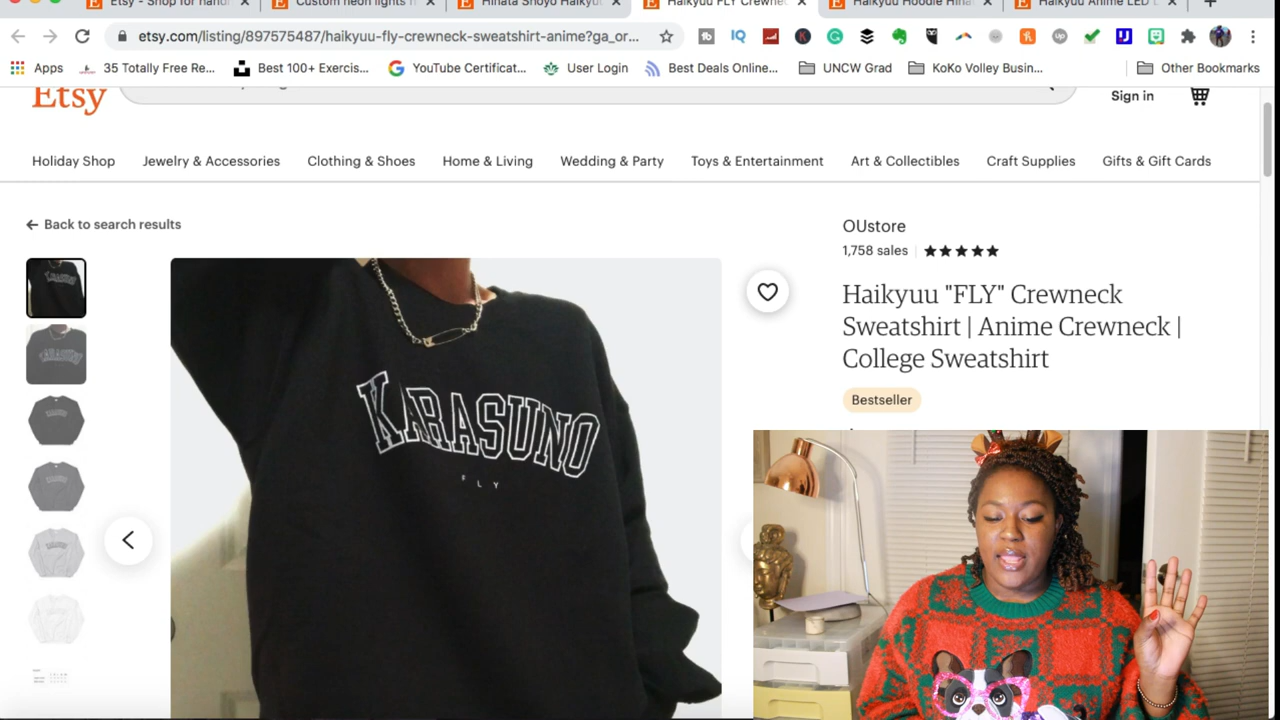 Etsy - Shop for hand
Custom neon lights
Hinata Shoyo Haikyu
Haikyuu FLY Crewnec
Haikyuu Hoodie Hina
Haikyuu Anime LED
etsy.com/listing/897575487/haikyuu-fly-crewneck-sweatshirt-anime?ga_or...
Apps
35 Totally Free Re...
Best 100+ Exercis...
YouTube Certificat...
User Login
Best Deals Online...
UNCW Grad
KoKo Volley Busin...
Other Bookmarks
Etsy
Sign in
Holiday Shop
Jewelry & Accessories
Clothing & Shoes
Home & Living
Wedding & Party
Toys & Entertainment
Art & Collectibles
Craft Supplies
Gifts & Gift Cards
← Back to search results
KARASUNO
FLY
OUstore
1,758 sales
Haikyuu "FLY" Crewneck
Sweatshirt | Anime Crewneck |
College Sweatshirt
Bestseller